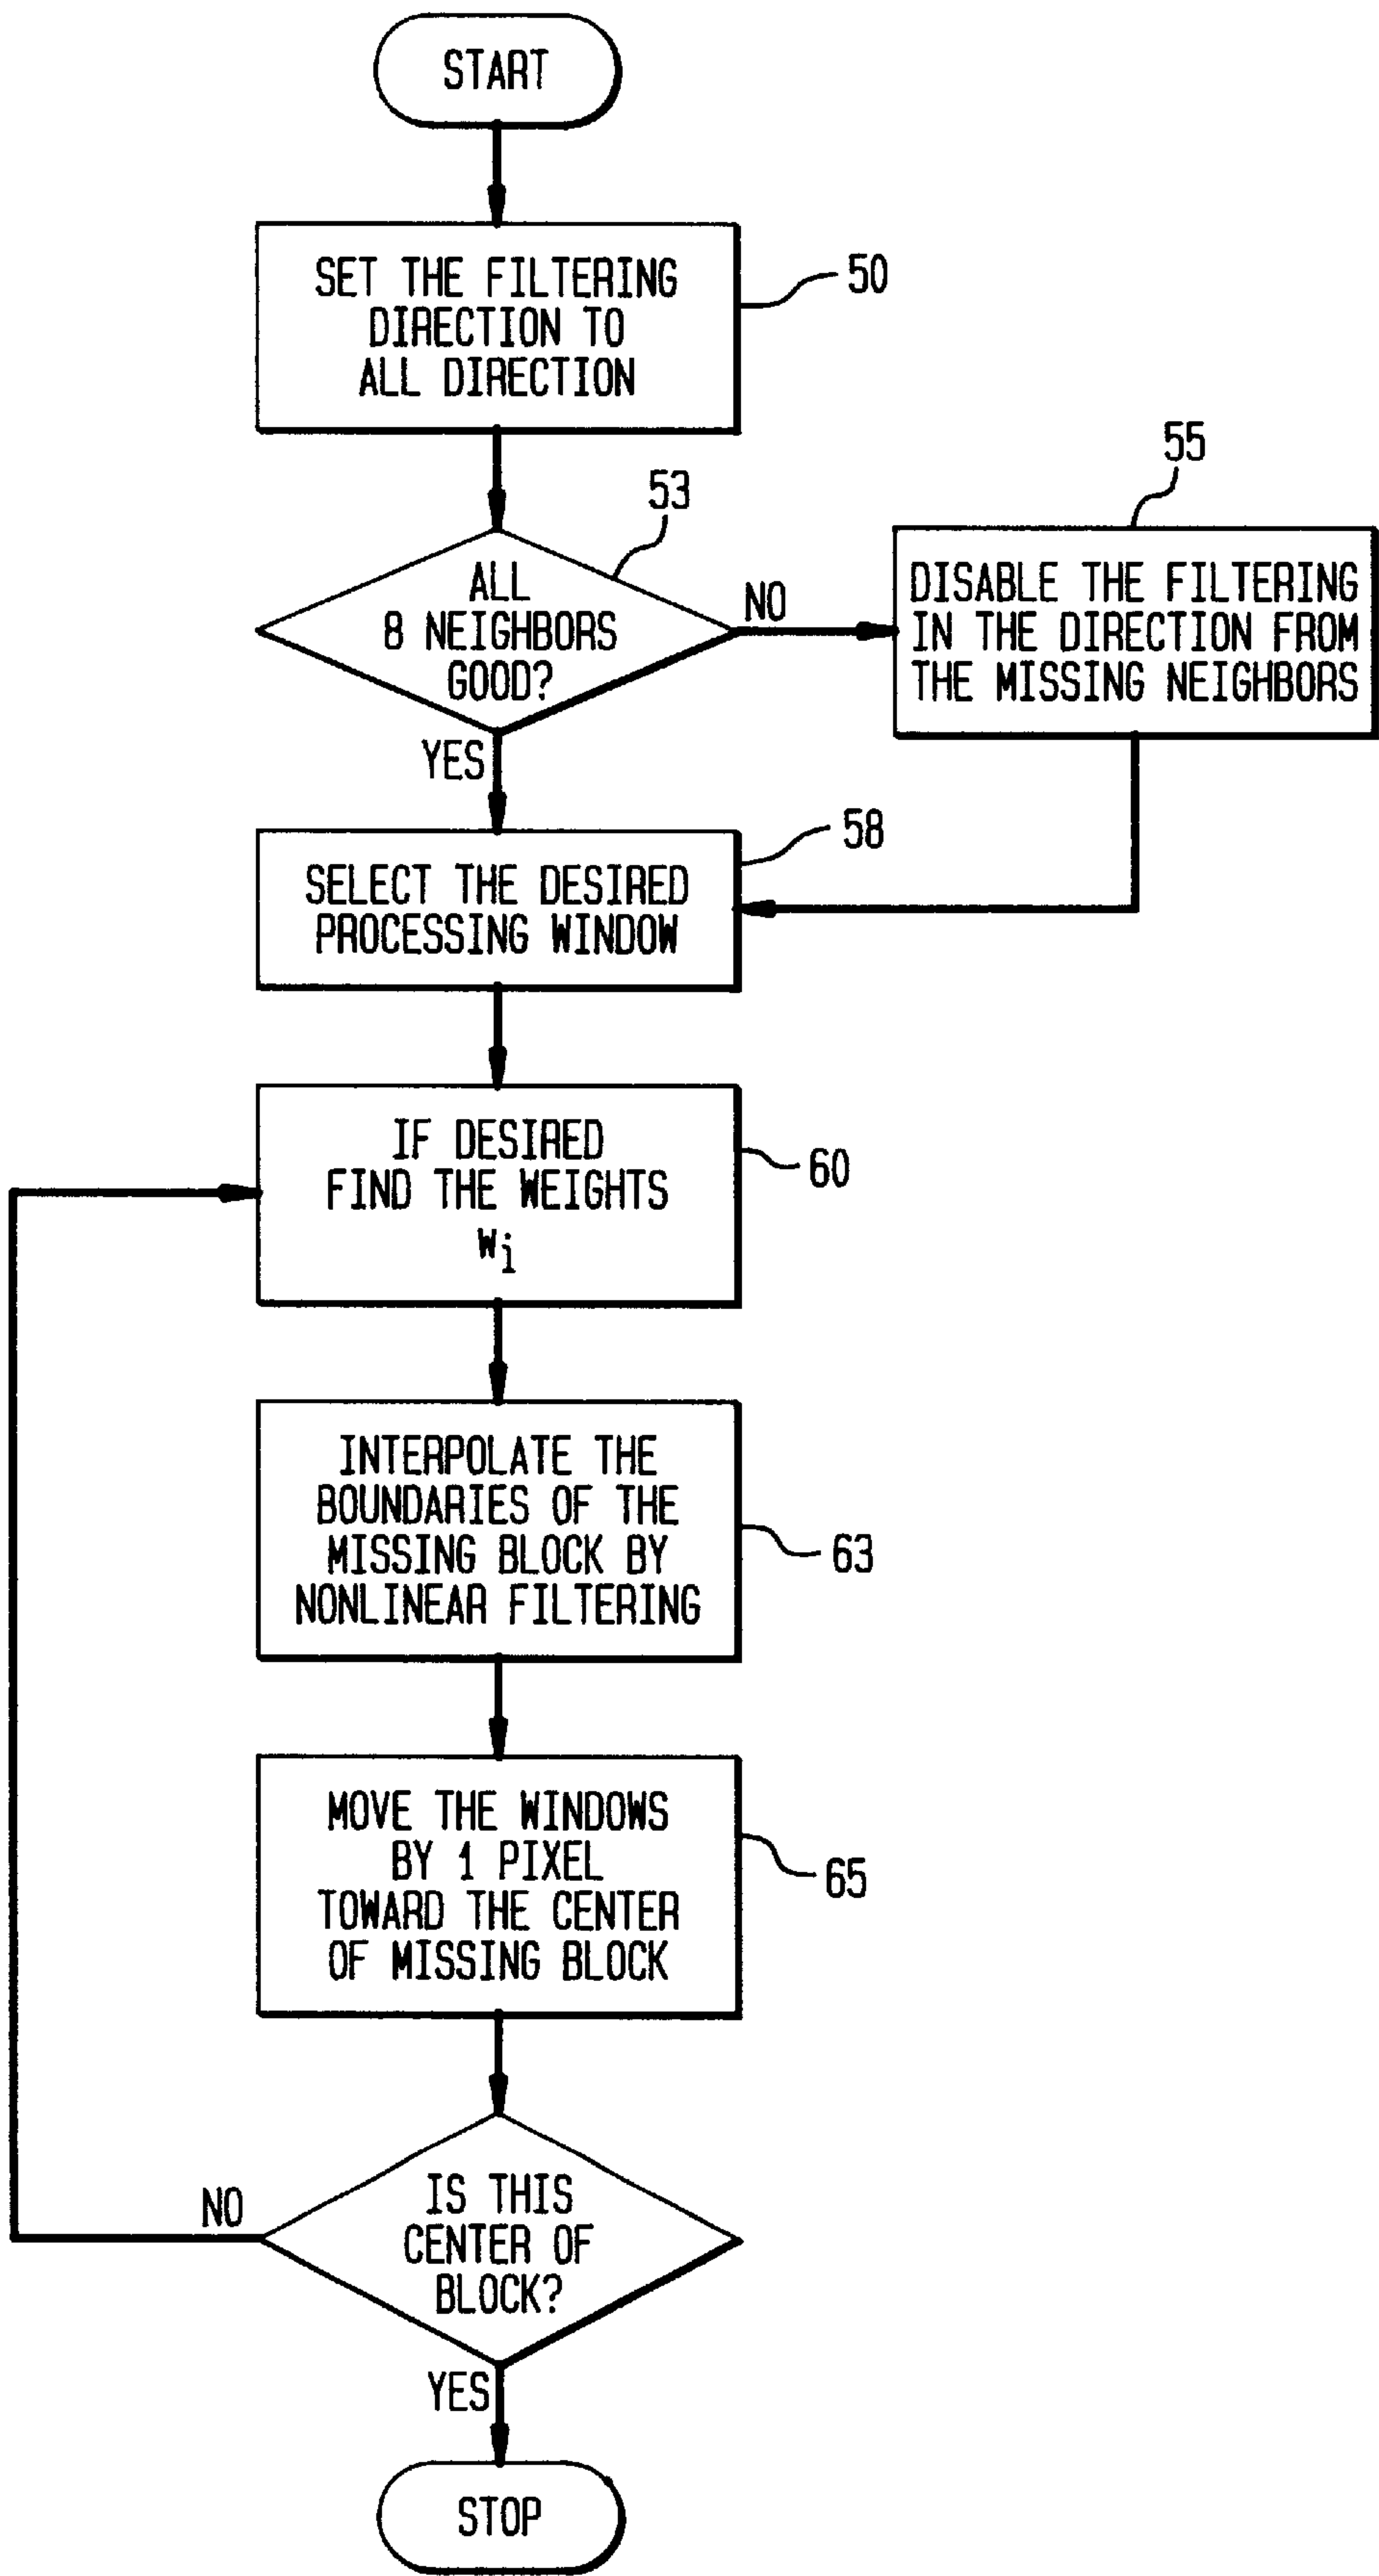 START
SET THE FILTERING
DIRECTION TO
ALL DIRECTION
50
53
ALL
8 NEIGHBORS
GOOD?
NO
YES
55
DISABLE THE FILTERING
IN THE DIRECTION FROM
THE MISSING NEIGHBORS
58
SELECT THE DESIRED
PROCESSING WINDOW
IF DESIRED
FIND THE WEIGHTS
wi
60
INTERPOLATE THE
BOUNDARIES OF THE
MISSING BLOCK BY
NONLINEAR FILTERING
63
MOVE THE WINDOWS
BY 1 PIXEL
TOWARD THE CENTER
OF MISSING BLOCK
65
NO
IS THIS
CENTER OF
BLOCK?
YES
STOP